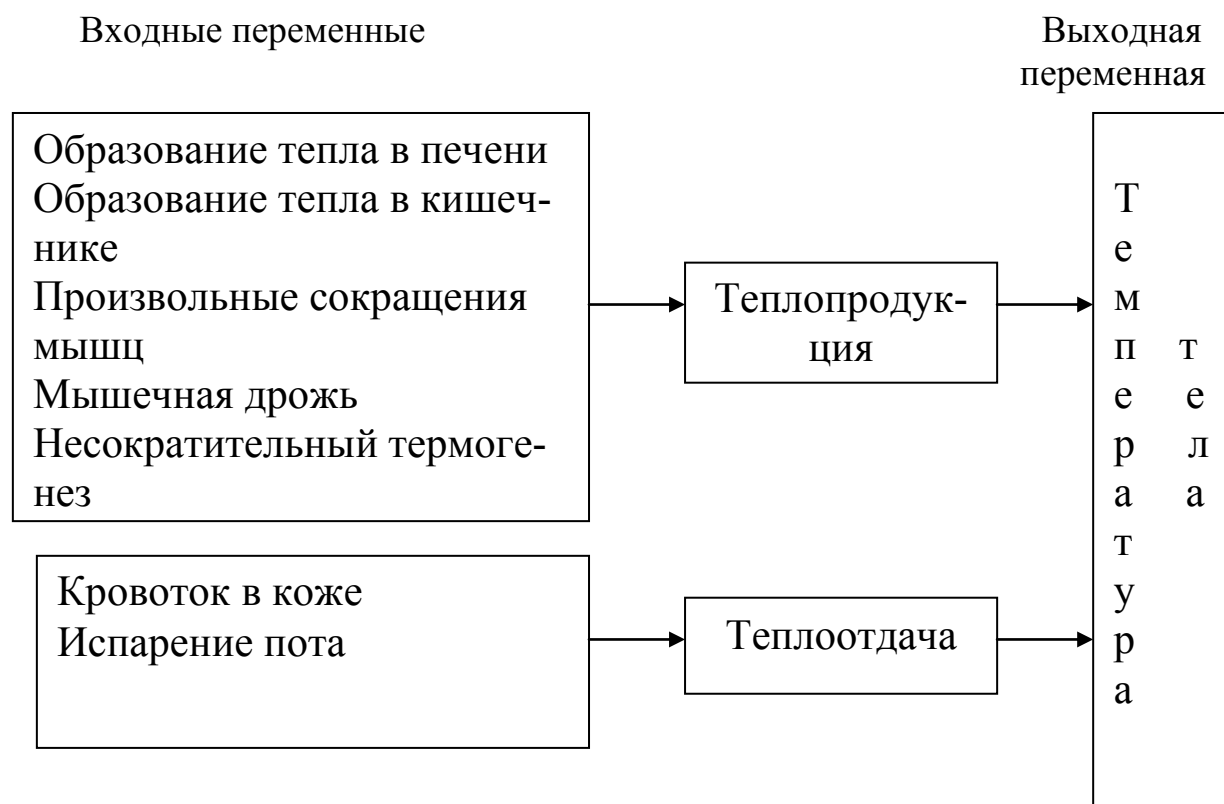 Входные переменные
Выходная
переменная
Образование тепла в печени
Образование тепла в кишеч-
нике
Произвольные сокращения
мышц
Мышечная дрожь
Несократительный термоге-
нез
Теплопродук-
ция
Кровоток в коже
Испарение пота
Теплоотдача
Температура
тела